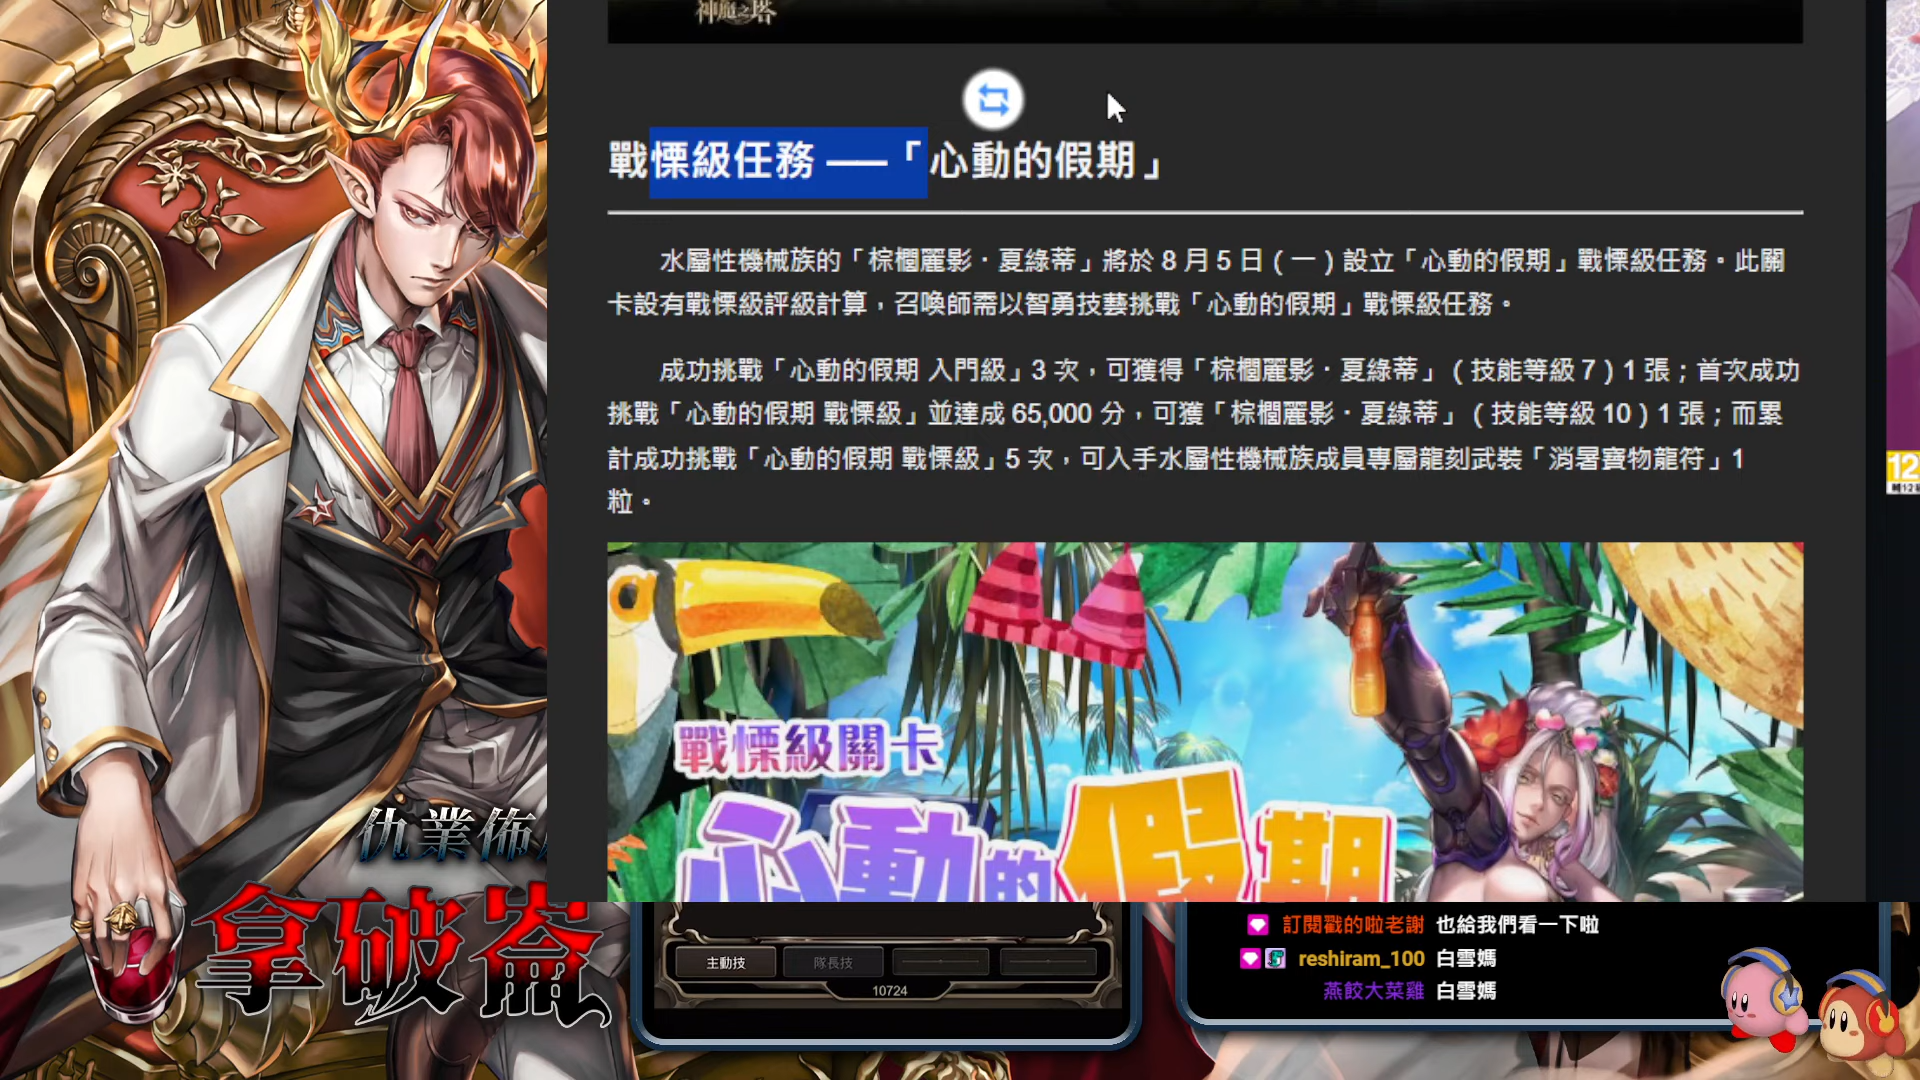 神魔之塔
戰慄級任務 ——「心動的假期」
水屬性機械族的「棕櫚麗影．夏綠蒂」將於 8 月 5 日 ( 一 ) 設立「心動的假期」戰慄級任務。此關
卡設有戰慄級評級計算，召喚師需以智勇技藝挑戰「心動的假期」戰慄級任務。
成功挑戰「心動的假期 入門級」3 次，可獲得「棕櫚麗影．夏綠蒂」 ( 技能等級 7 ) 1 張；首次成功
挑戰「心動的假期 戰慄級」並達成 65,000 分，可獲「棕櫚麗影．夏綠蒂」 ( 技能等級 10 ) 1 張；而累
計成功挑戰「心動的假期 戰慄級」5 次，可入手水屬性機械族成員專屬龍刻武裝「消暑寶物龍符」1
粒。
戰慄級關卡
心動的假期
仇業佈
拿破崙
主動技
隊長技
10724
訂閱戳的啦老謝 也給我們看一下啦
reshiram_100 白雪媽
燕餃大菜雞 白雪媽
12
輔12